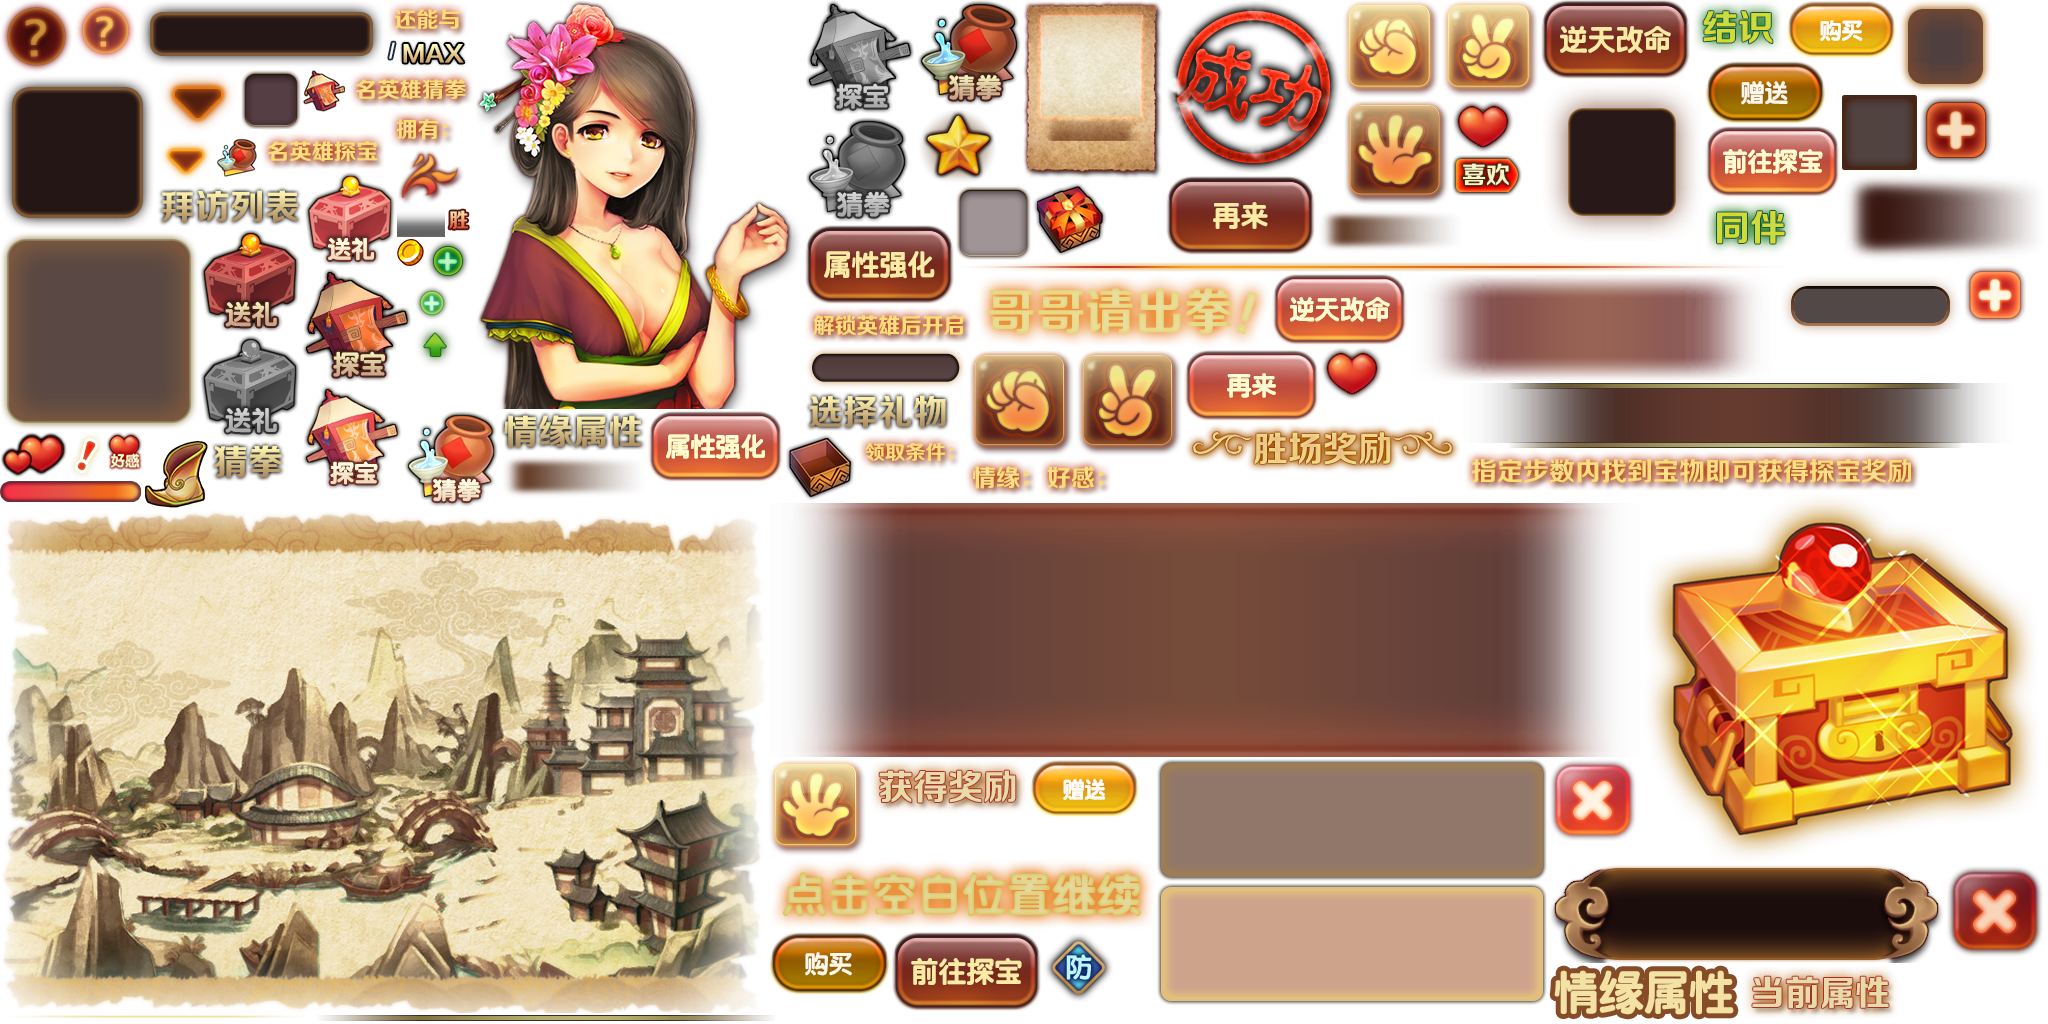 ?
?
还能与
/ MAX
名英雄猜拳
拥有:
名英雄探宝
拜访列表
送礼
胜
送礼
探宝
送礼
好感
猜拳
探宝
猜拳
情缘属性
属性强化
探宝
猜拳
猜拳
成功
逆天改命
结识
购买
赠送
喜欢
前往探宝
再来
同伴
属性强化
解锁英雄后开启
哥哥请出拳!
逆天改命
选择礼物
再来
领取条件:
胜场奖励
情缘: 好感:
指定步数内找到宝物即可获得探宝奖励
获得奖励
赠送
点击空白位置继续
购买
前往探宝
防
情缘属性
当前属性